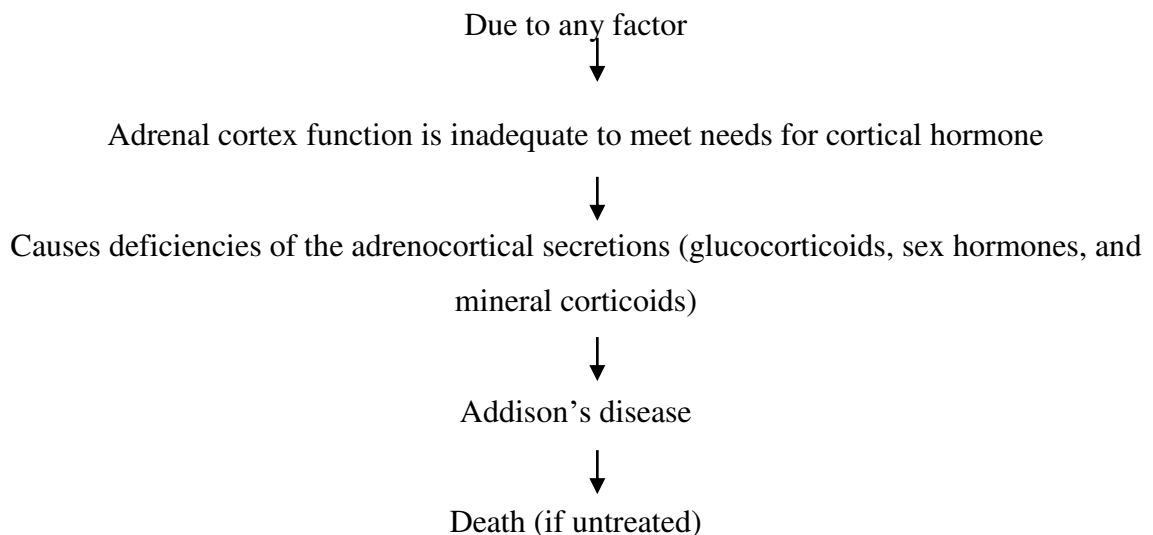 Due to any factor
Adrenal cortex function is inadequate to meet needs for cortical hormone
Causes deficiencies of the adrenocortical secretions (glucocorticoids, sex hormones, and
mineral corticoids)
Addison’s disease
Death (if untreated)